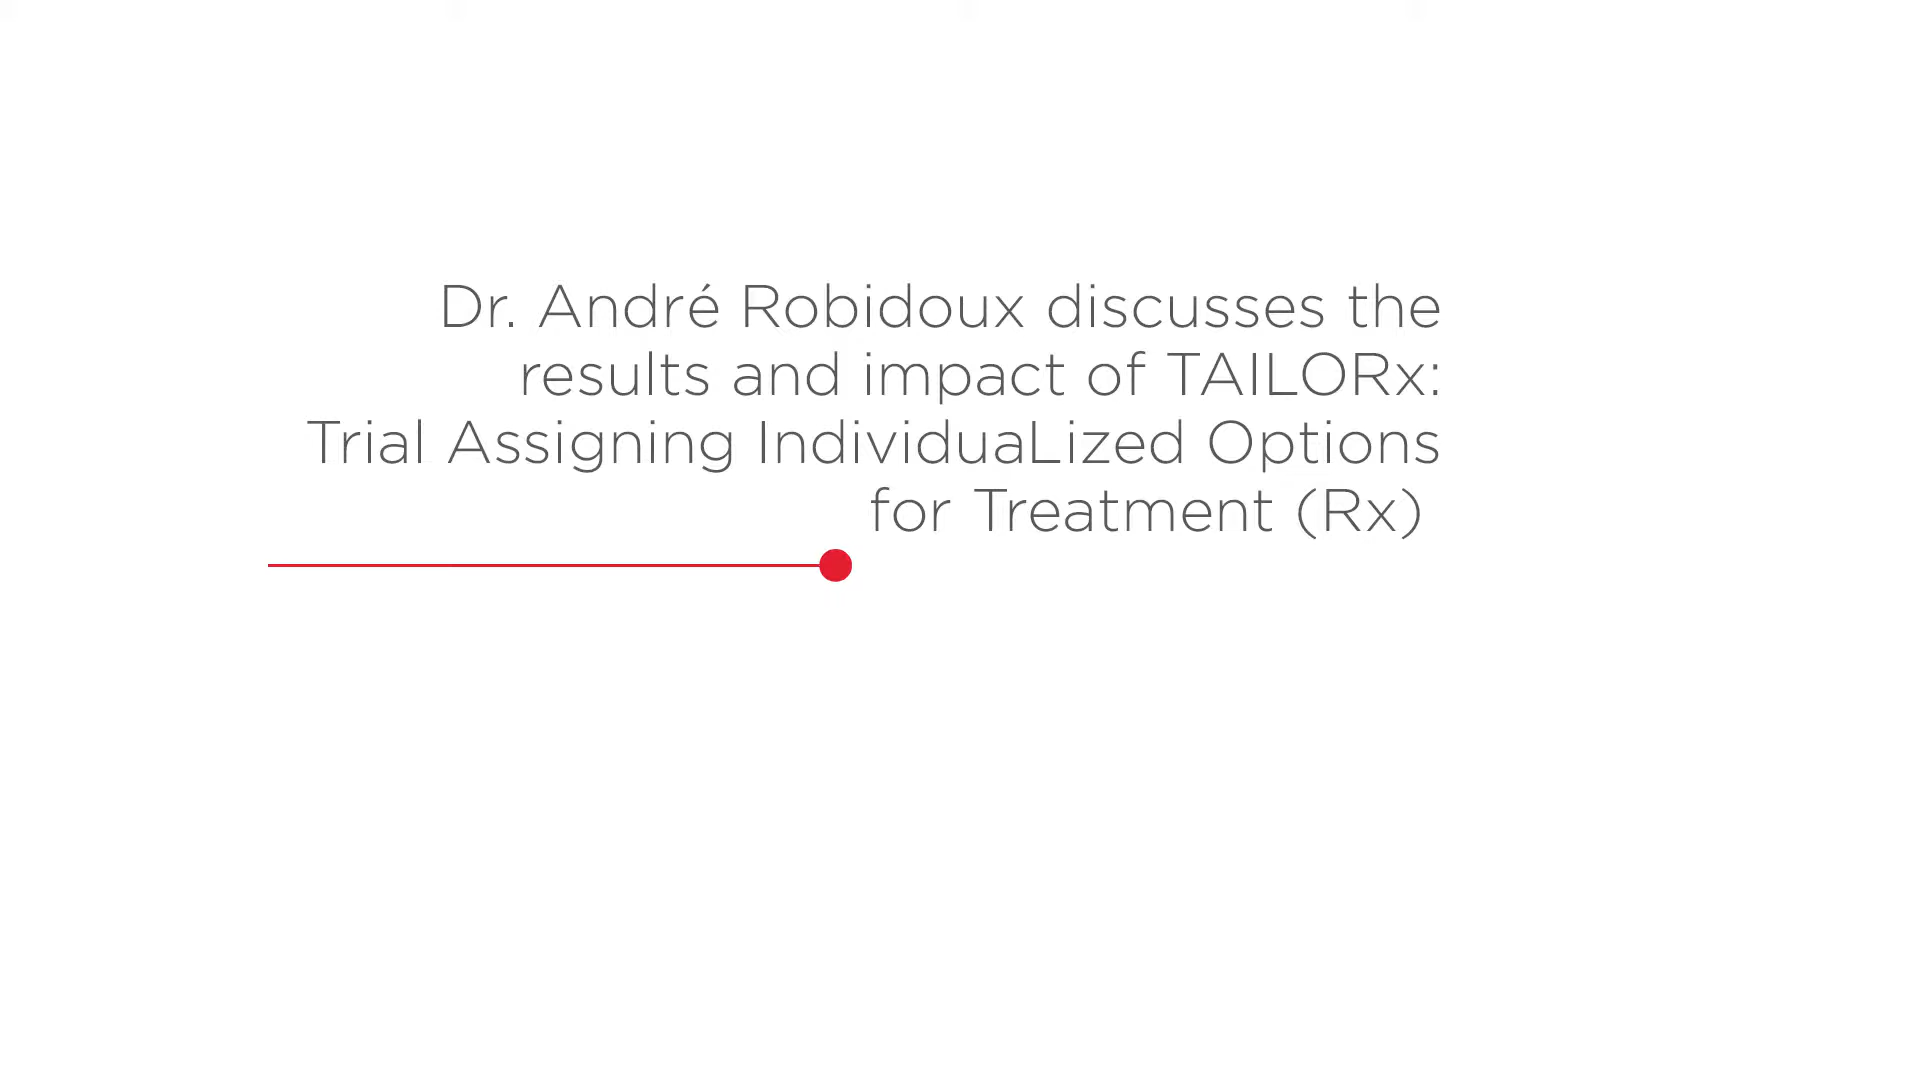 Dr. André Robidoux discusses the
results and impact of TAILORx:
Trial Assigning IndividuaLized Options
for Treatment (Rx)